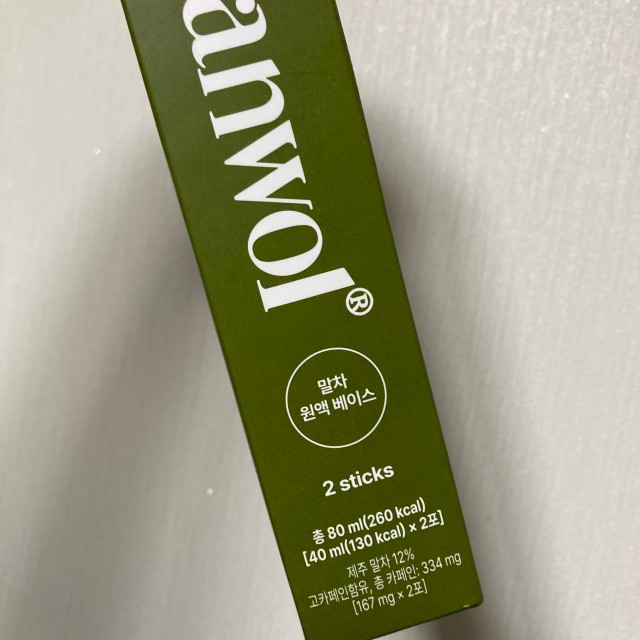 anwol®
말차
원액 베이스
2 sticks
총 80 ml(260 kcal)
[40 ml(130 kcal) × 2포]
제주 말차 12%
고카페인함유, 총 카페인: 334 mg
[167 mg × 2포]